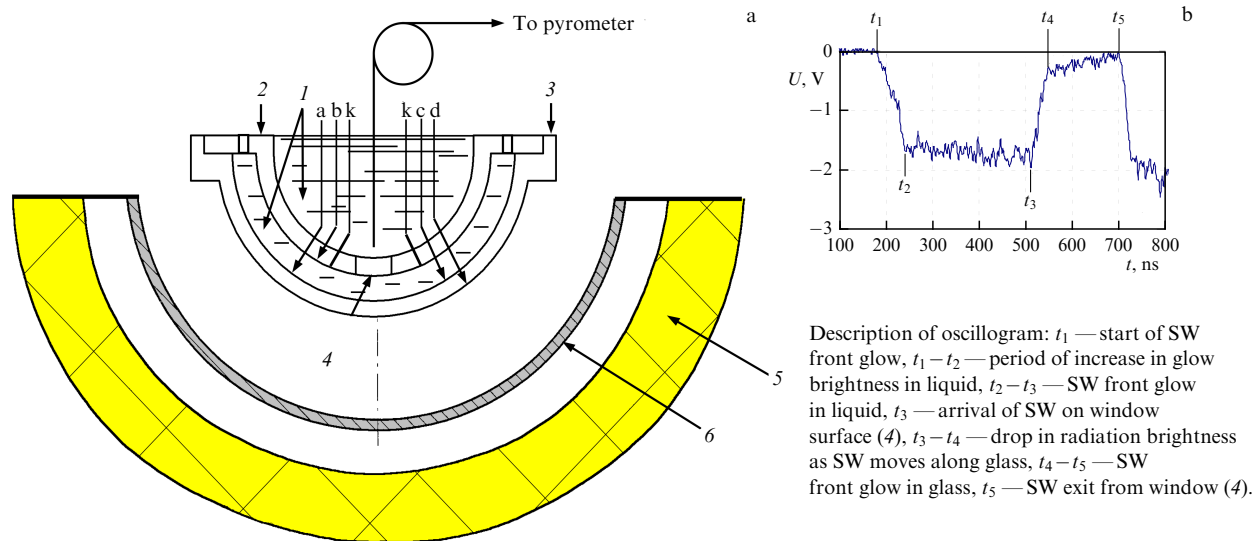 To pyrometer
a
2
1
3
a b k
k c d
4
5
6
b
t1
t4
t5
U, V
0
−1
−2
−3
t2
t3
100 200 300 400 500 600 700 800
t, ns
Description of oscillogram: t1 — start of SW
front glow, t1 – t2 — period of increase in glow
brightness in liquid, t2 – t3 — SW front glow
in liquid, t3 — arrival of SW on window
surface (4), t3 – t4 — drop in radiation brightness
as SW moves along glass, t4 – t5 — SW
front glow in glass, t5 — SW exit from window (4).